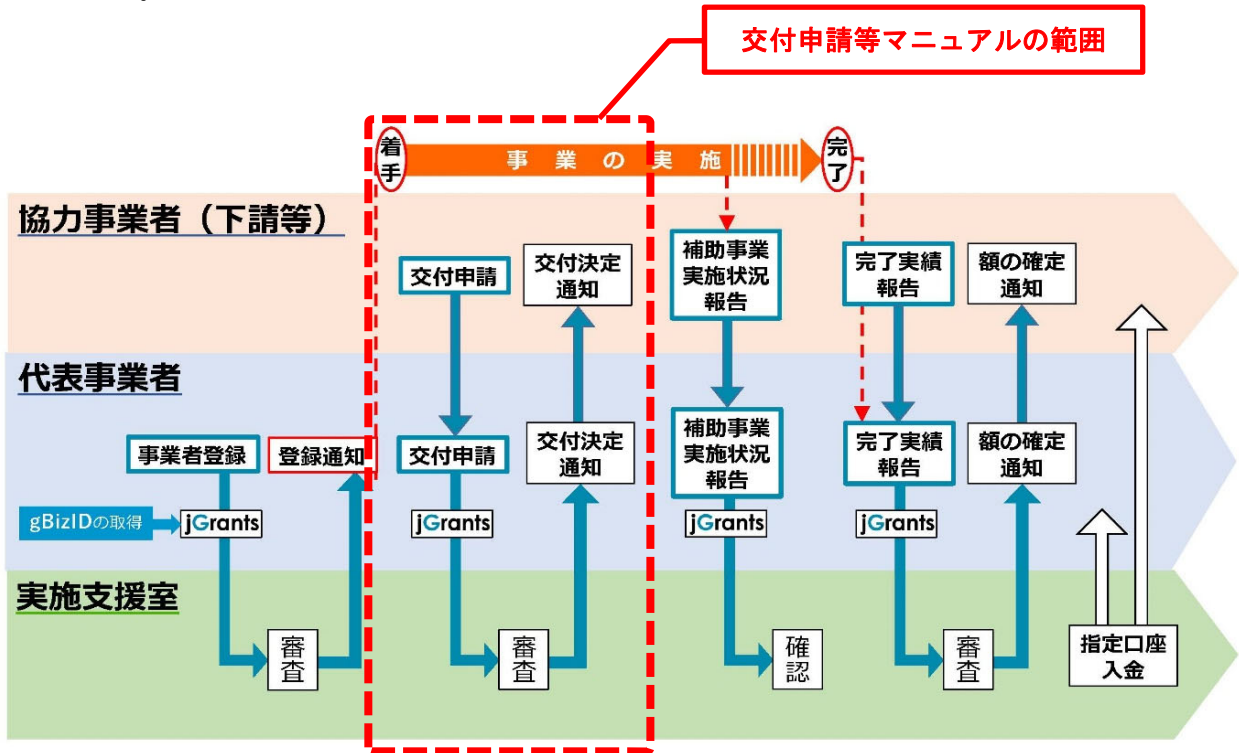 交付申請等マニュアルの範囲
着手
事業の実施
完了
協力事業者（下請等）
交付申請
交付決定
通知
補助事業
実施状況
報告
完了実績
報告
額の確定
通知
代表事業者
事業者登録
登録通知
交付申請
交付決定
通知
補助事業
実施状況
報告
完了実績
報告
額の確定
通知
gBizIDの取得
jGrants
jGrants
jGrants
jGrants
実施支援室
審査
審査
確認
審査
指定口座
入金